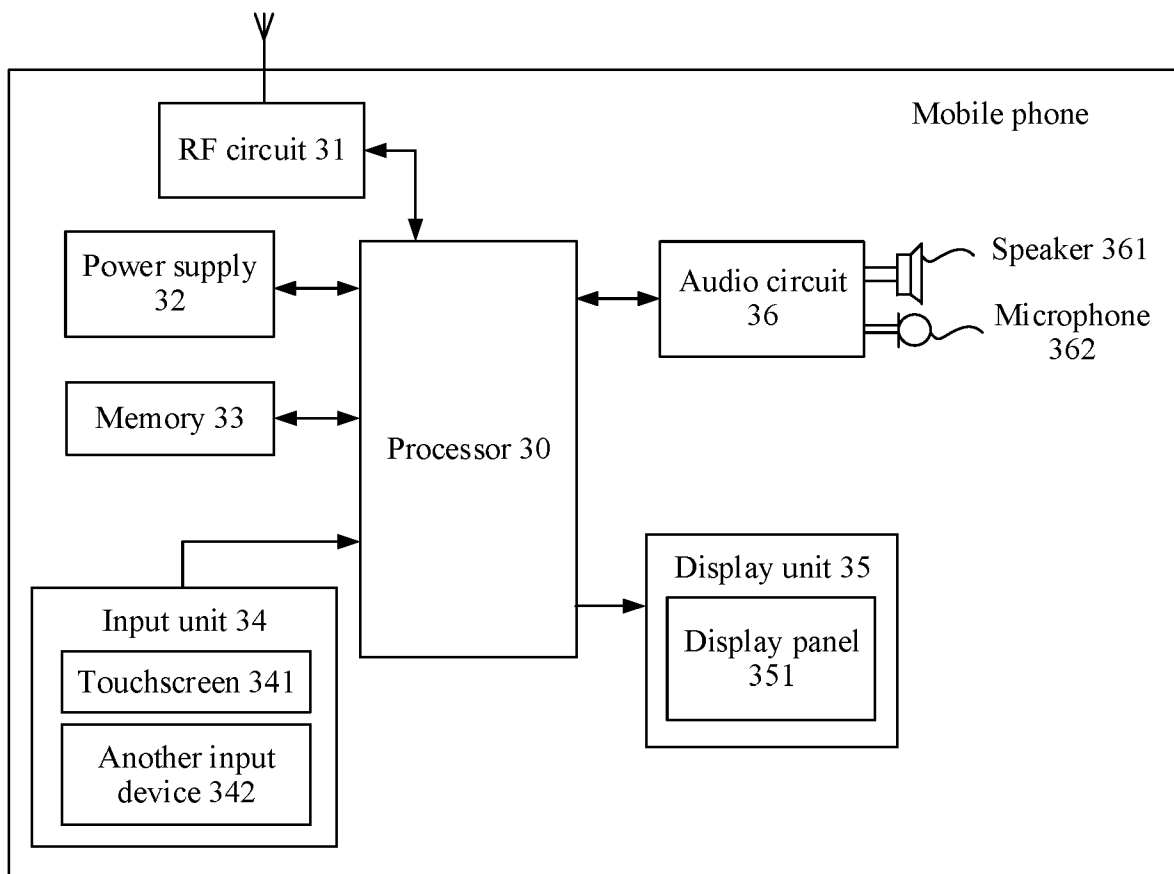 Mobile phone
RF circuit 31
Power supply
32
Memory 33
Processor 30
Audio circuit
36
Speaker 361
Microphone
362
Input unit 34
Touchscreen 341
Another input
device 342
Display unit 35
Display panel
351